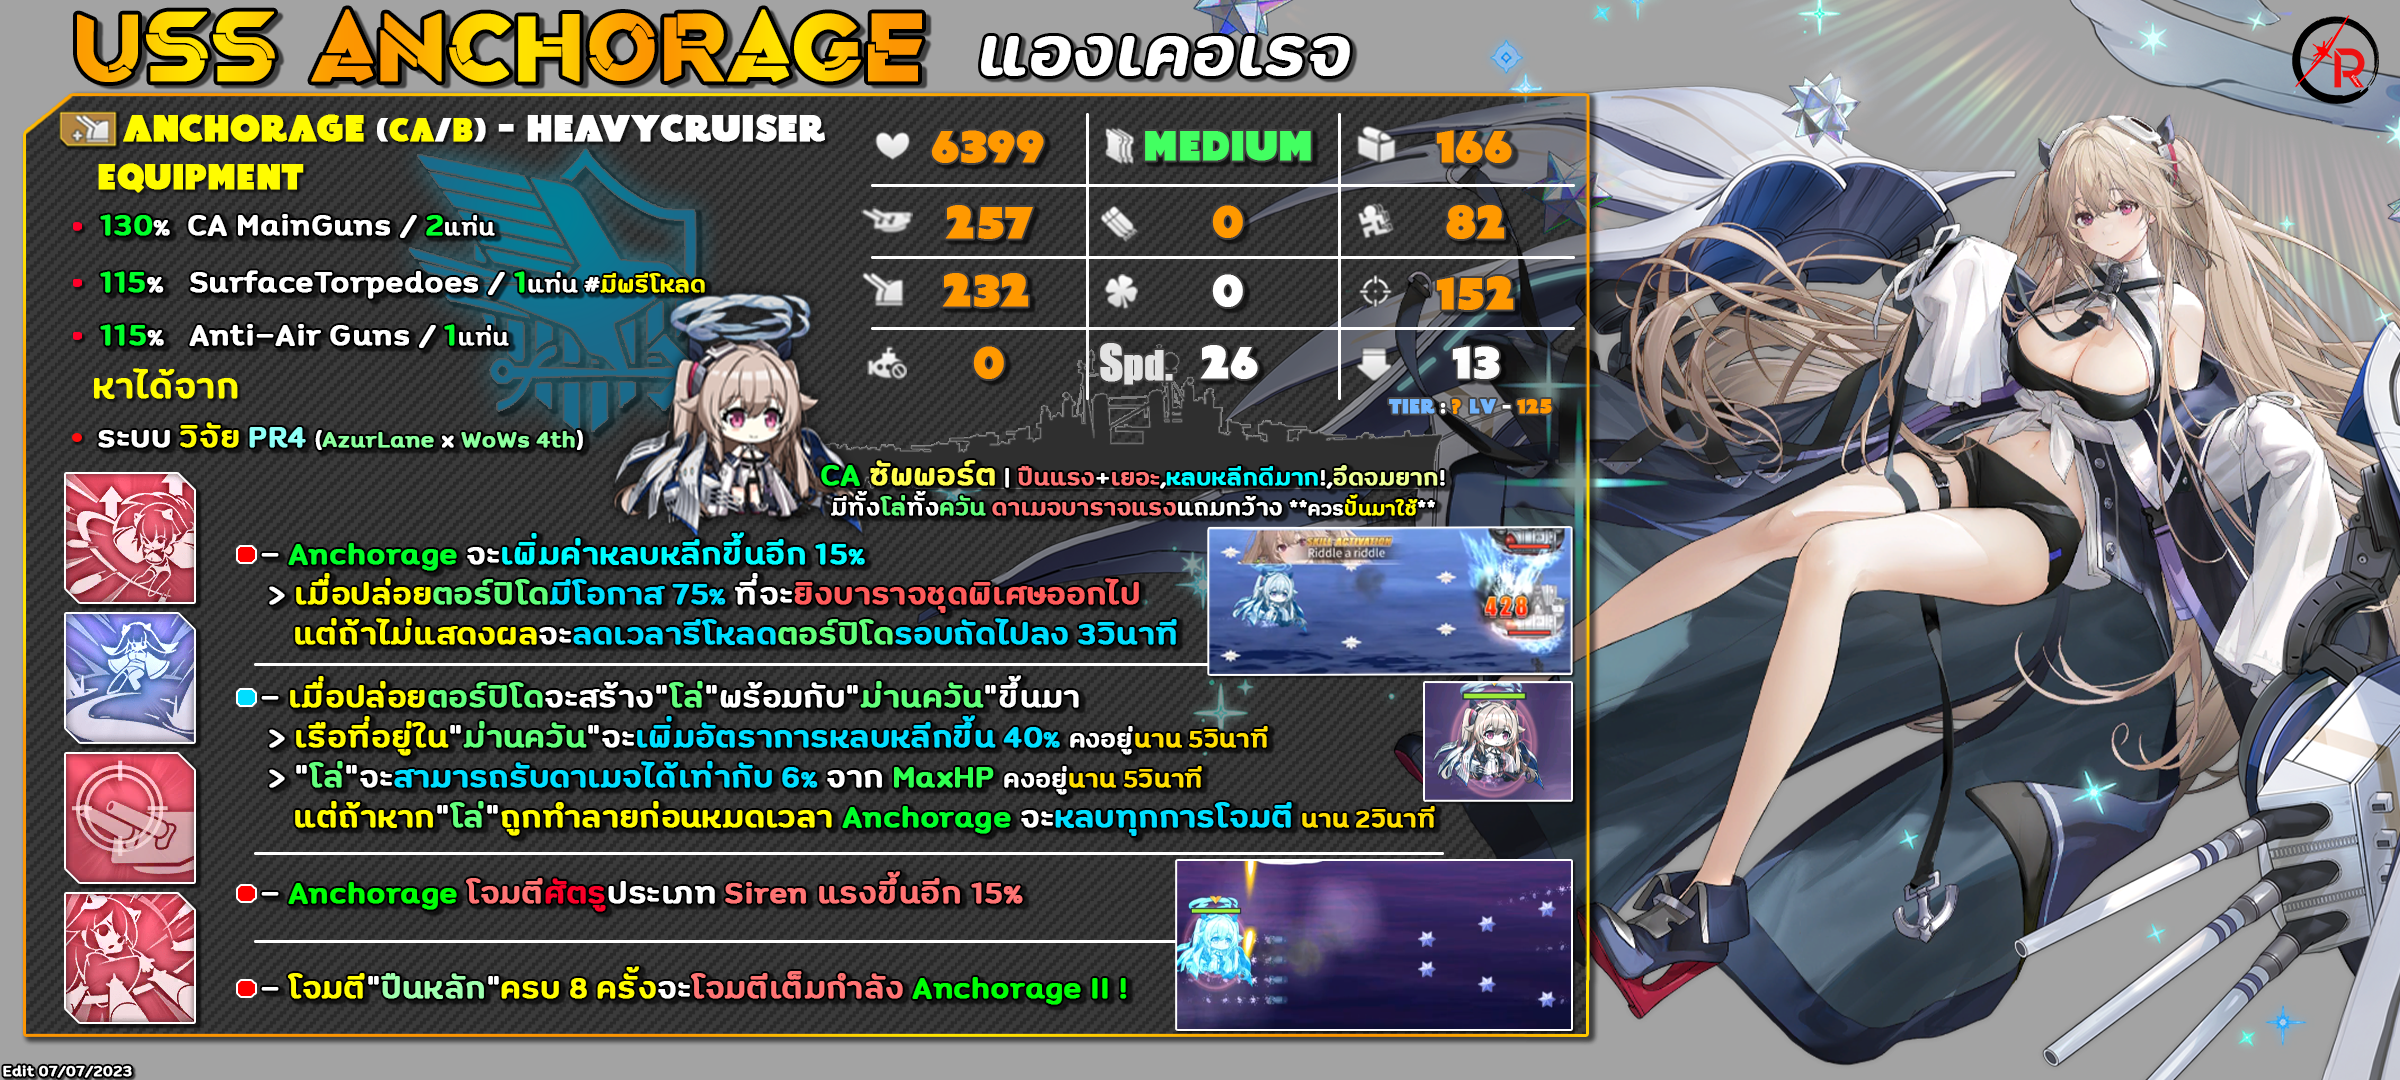 USS ANCHORAGE แองเคอเรจ
R
ANCHORAGE (CA/B) - HEAVYCRUISER
EQUIPMENT
130% CA MainGuns / 2แท่น
115% SurfaceTorpedoes / 1แท่น #มีพรีโหลด
115% Anti-Air Guns / 1แท่น
หาได้จาก
ระบบ วิจัย PR4 (AzurLane x WoWs 4th)
6399 MEDIUM 166
257 0 82
232 0 152
0 Spd. 26 13
TIER : ? LV - 125
CA ซัพพอร์ต | ปืนแรง+เยอะ,หลบหลีกดีมาก!,อึดจมยาก!
มีทั้งโล่ทั้งควัน ดาเมจบาราจแรงแถมกว้าง **ควรปั้นมาใช้**
- Anchorage จะเพิ่มค่าหลบหลีกขึ้นอีก 15%
> เมื่อปล่อยตอร์ปิโดมีโอกาส 75% ที่จะยิงบาราจชุดพิเศษออกไป
แต่ถ้าไม่แสดงผลจะลดเวลารีโหลดตอร์ปิโดรอบถัดไปลง 3วินาที
SKILL ACTIVATION
Riddle a riddle
428
- เมื่อปล่อยตอร์ปิโดจะสร้าง"โล่"พร้อมกับ"ม่านควัน"ขึ้นมา
> เรือที่อยู่ใน"ม่านควัน"จะเพิ่มอัตราการหลบหลีกขึ้น 40% คงอยู่นาน 5วินาที
> "โล่"จะสามารถรับดาเมจได้เท่ากับ 6% จาก MaxHP คงอยู่นาน 5วินาที
แต่ถ้าหาก"โล่"ถูกทำลายก่อนหมดเวลา Anchorage จะหลบทุกการโจมตี นาน 2วินาที
- Anchorage โจมตีศัตรูประเภท Siren แรงขึ้นอีก 15%
- โจมตี"ปืนหลัก"ครบ 8 ครั้งจะโจมตีเต็มกำลัง Anchorage II !
Edit 07/07/2023